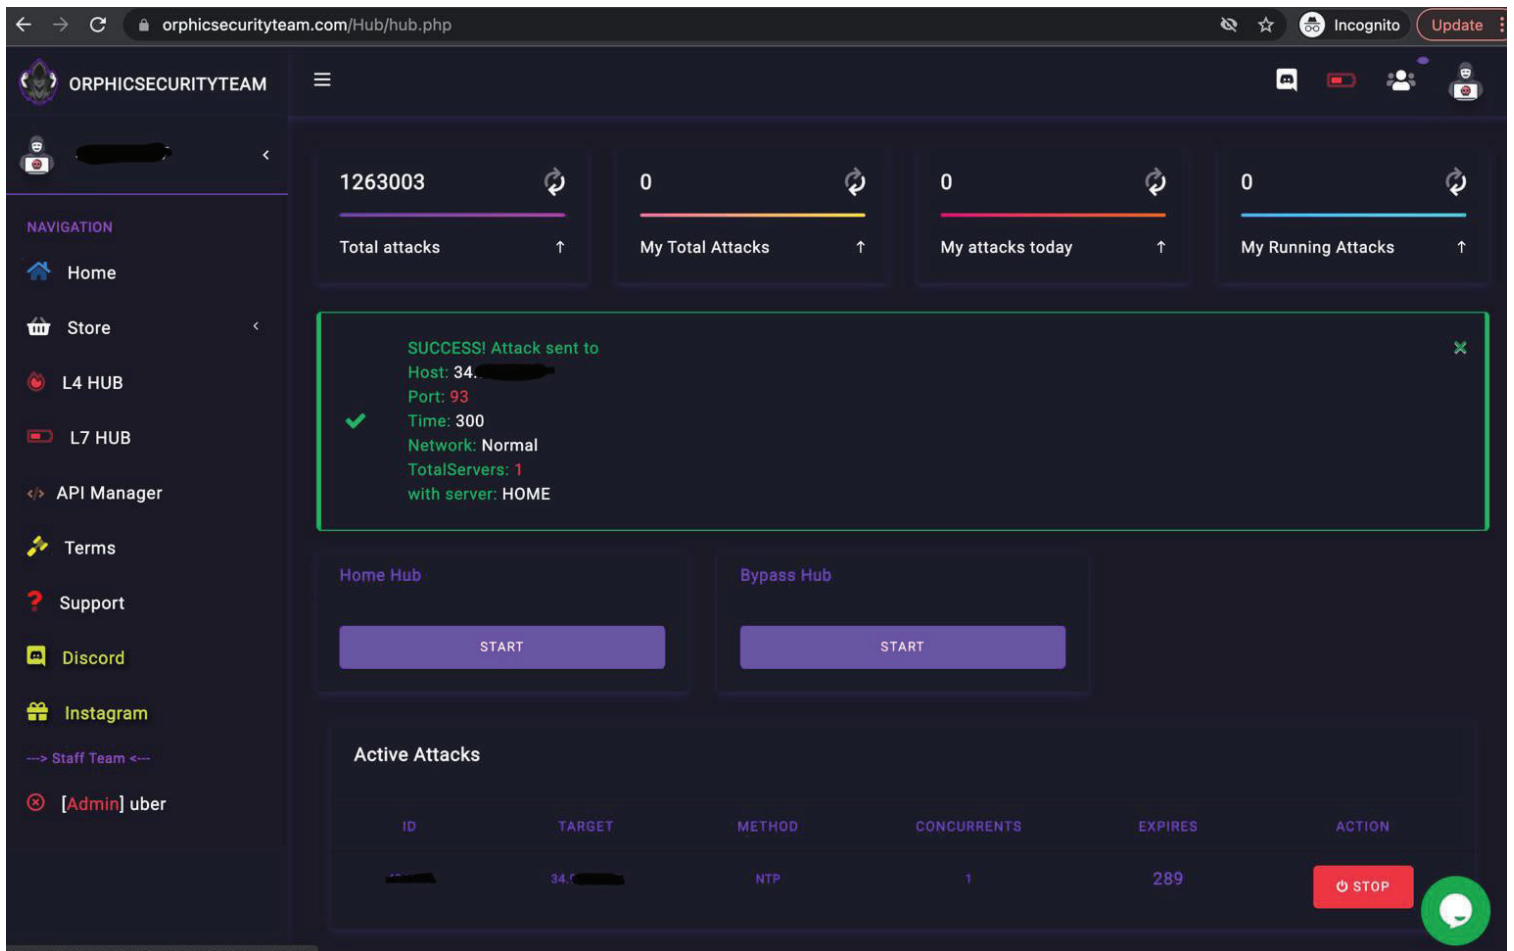 orphicsecurityteam.com/Hub/hub.php
Incognito
Update
ORPHICSECURITYTEAM
NAVIGATION
Home
Store
L4 HUB
L7 HUB
API Manager
Terms
Support
Discord
Instagram
---> Staff Team <---
[Admin] uber
1263003
Total attacks
0
My Total Attacks
0
My attacks today
0
My Running Attacks
SUCCESS! Attack sent to
Host: 34.
Port: 93
Time: 300
Network: Normal
TotalServers: 1
with server: HOME
Home Hub
START
Bypass Hub
START
Active Attacks
ID TARGET METHOD CONCURRENTS EXPIRES ACTION
34. NTP 1 289 STOP